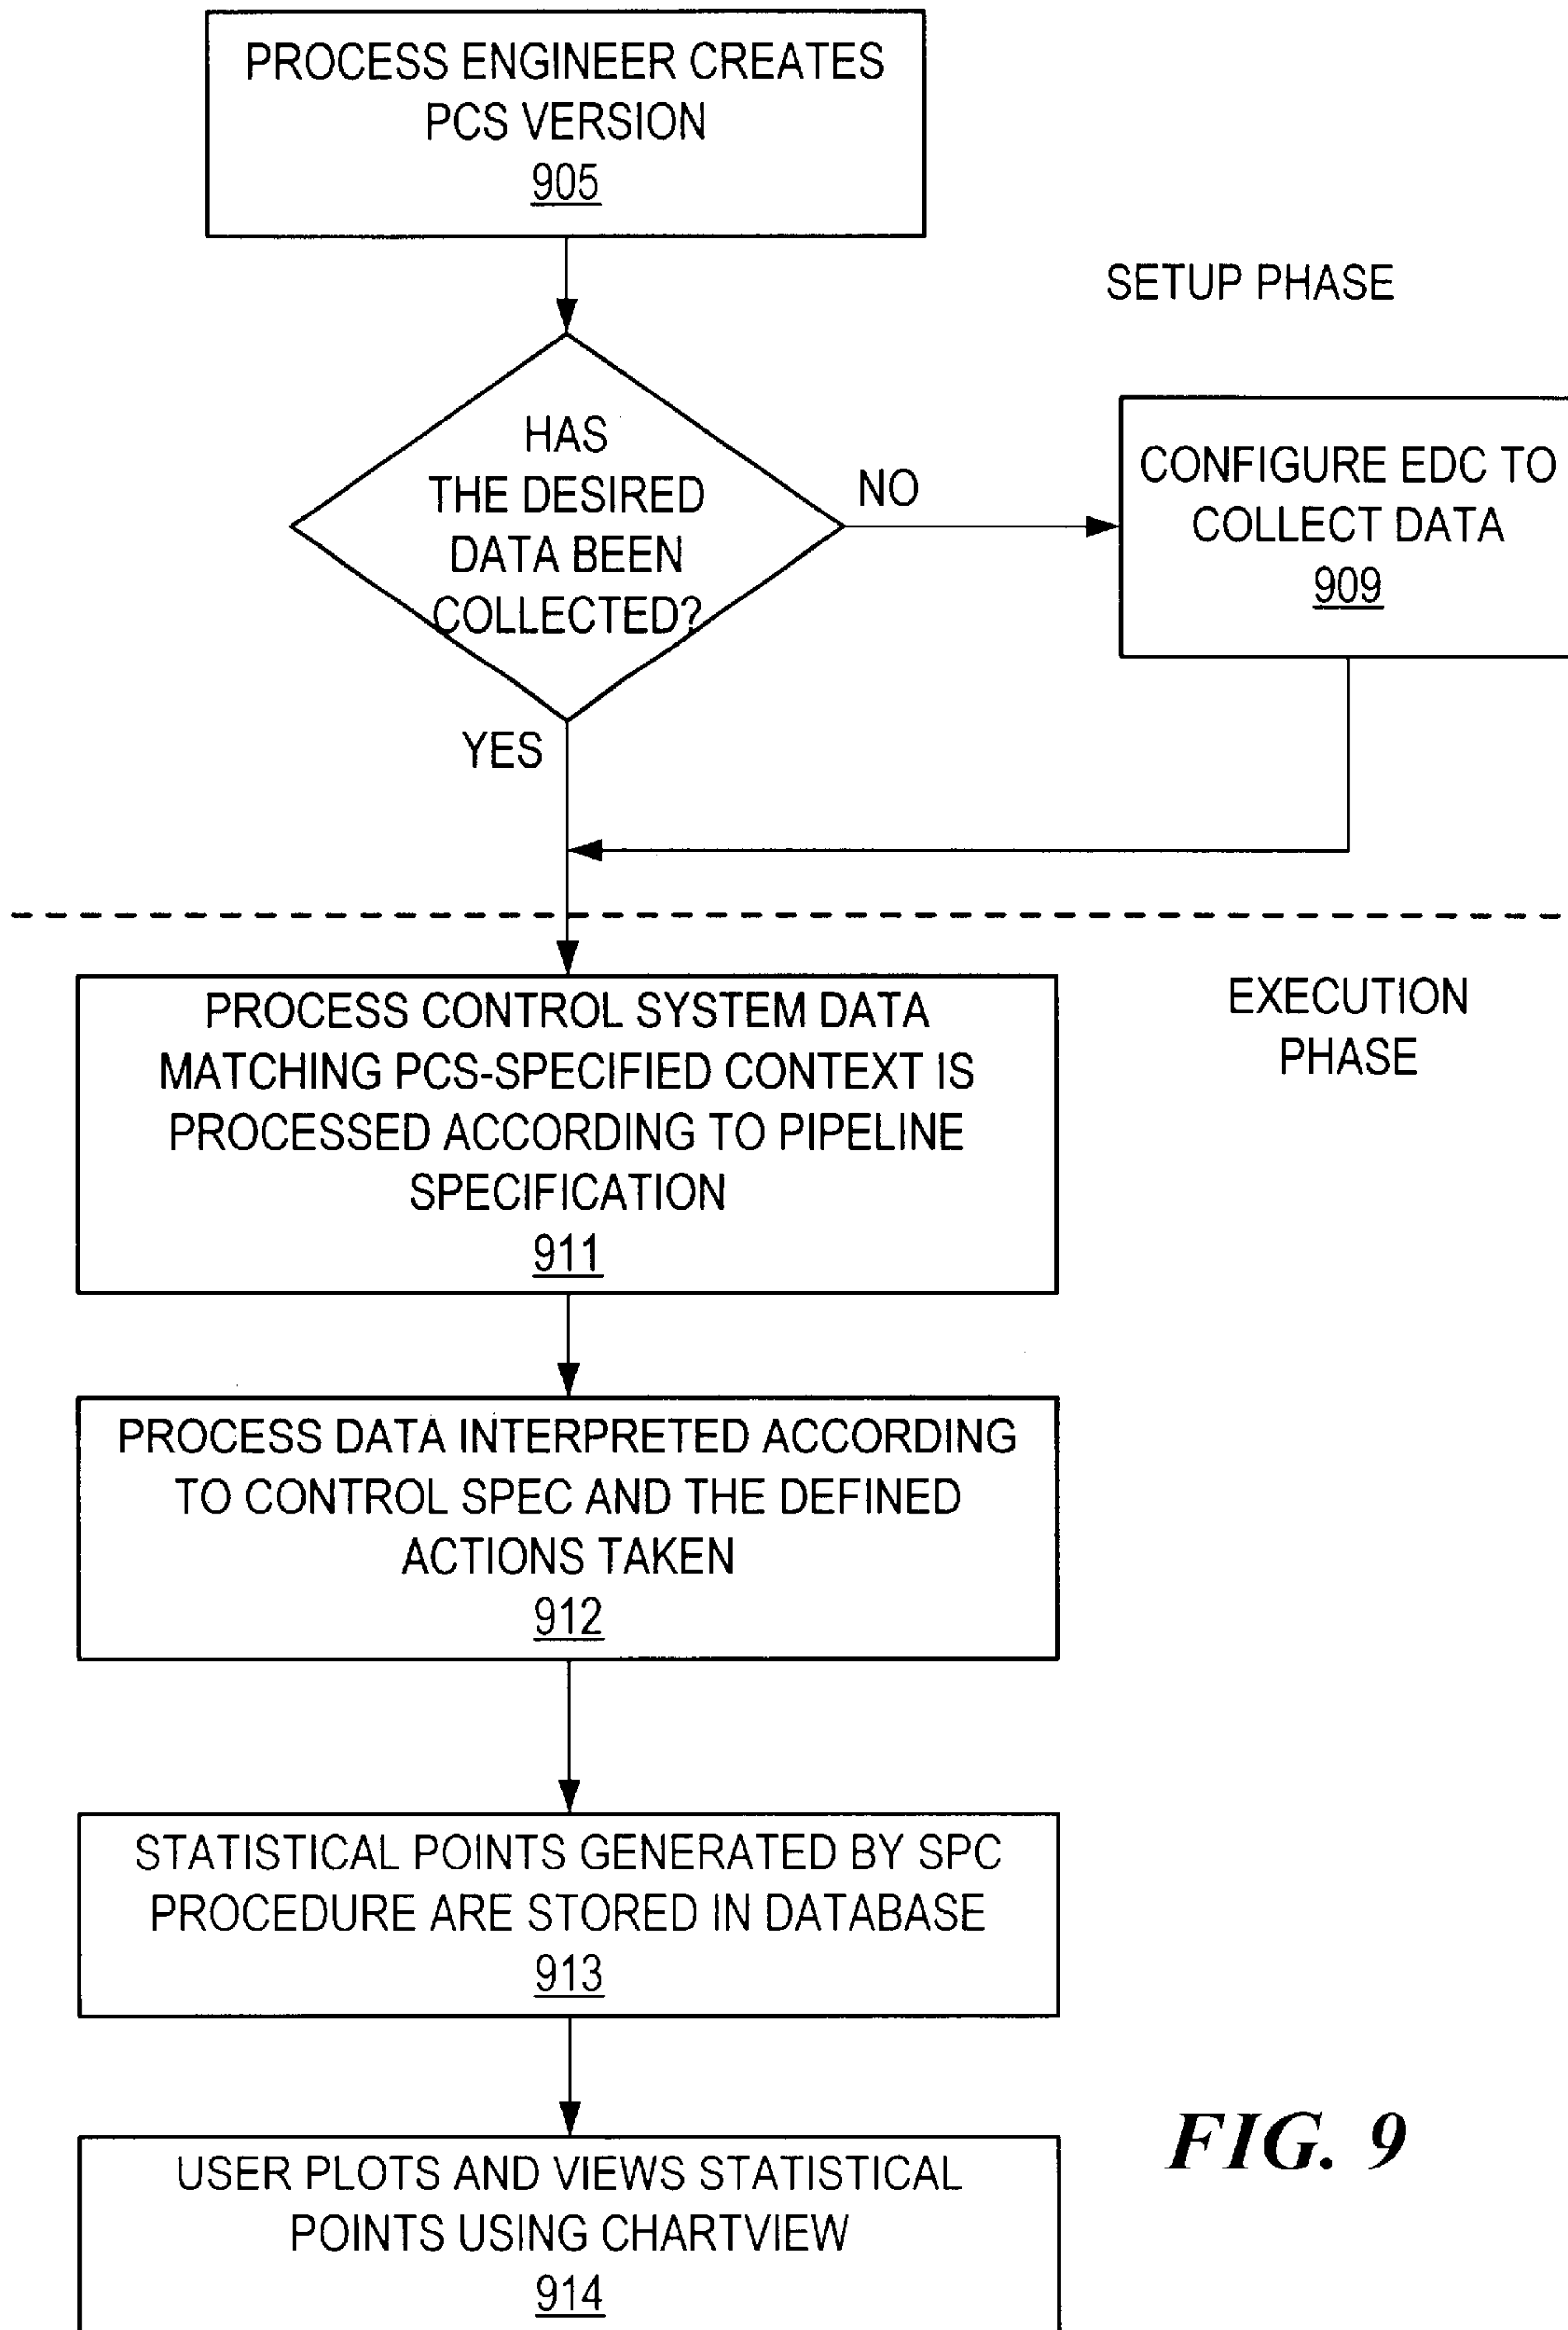 PROCESS ENGINEER CREATES
PCS VERSION
905
SETUP PHASE
HAS
THE DESIRED
DATA BEEN
COLLECTED?
NO
CONFIGURE EDC TO
COLLECT DATA
909
YES
EXECUTION
PHASE
PROCESS CONTROL SYSTEM DATA
MATCHING PCS-SPECIFIED CONTEXT IS
PROCESSED ACCORDING TO PIPELINE
SPECIFICATION
911
PROCESS DATA INTERPRETED ACCORDING
TO CONTROL SPEC AND THE DEFINED
ACTIONS TAKEN
912
STATISTICAL POINTS GENERATED BY SPC
PROCEDURE ARE STORED IN DATABASE
913
USER PLOTS AND VIEWS STATISTICAL
POINTS USING CHARTVIEW
914
FIG. 9